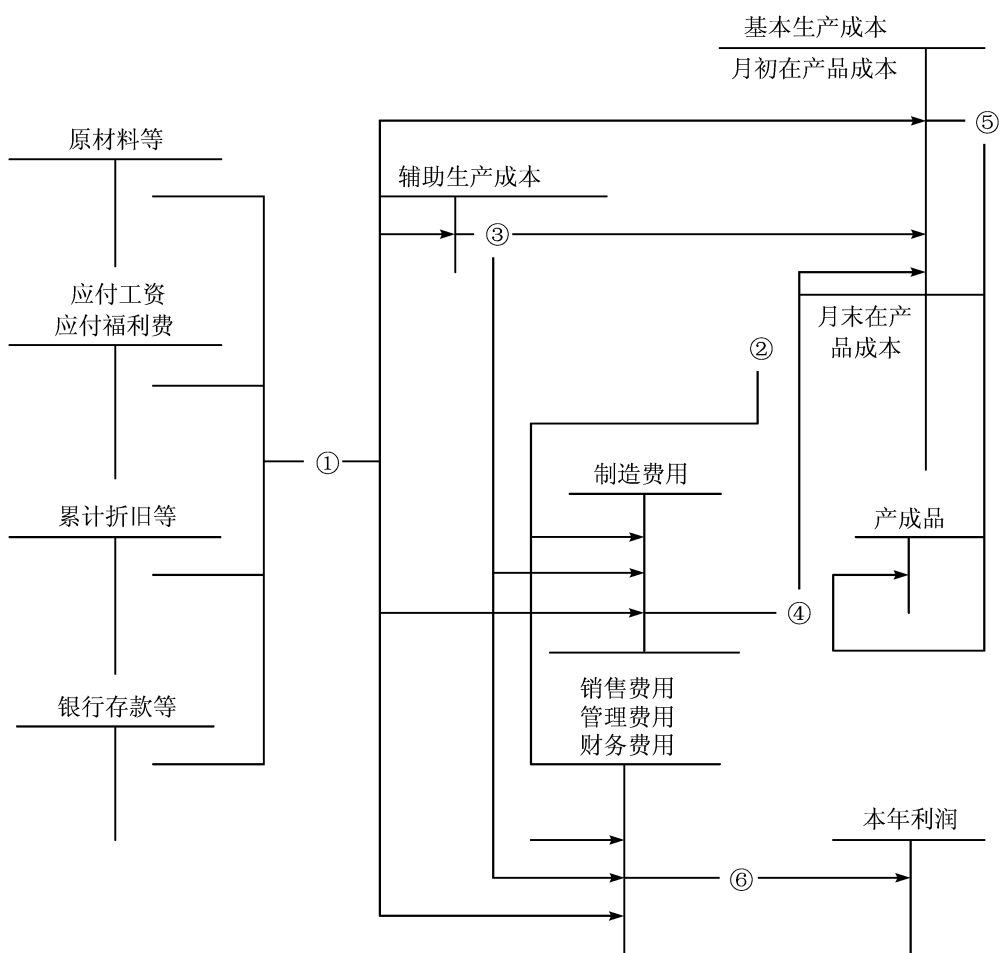 基本生产成本
月初在产品成本
⑤
原材料等
辅助生产成本
③
应付工资
应付福利费
月末在产
品成本
②
①
制造费用
累计折旧等
产成品
④
销售费用
管理费用
财务费用
银行存款等
本年利润
⑥